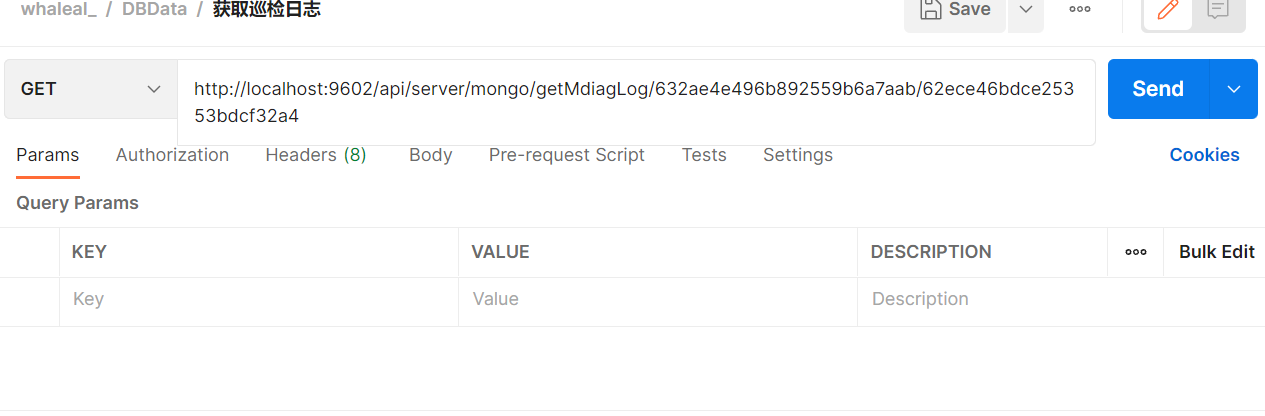 whaleal_ / DBData / 获取巡检日志
Save
GET
http://localhost:9602/api/server/mongo/getMdiagLog/632ae4e496b892559b6a7aab/62ece46bdce253
53bdcf32a4
Send
Params Authorization Headers (8) Body Pre-request Script Tests Settings Cookies
Query Params
KEY VALUE DESCRIPTION Bulk Edit
Key Value Description